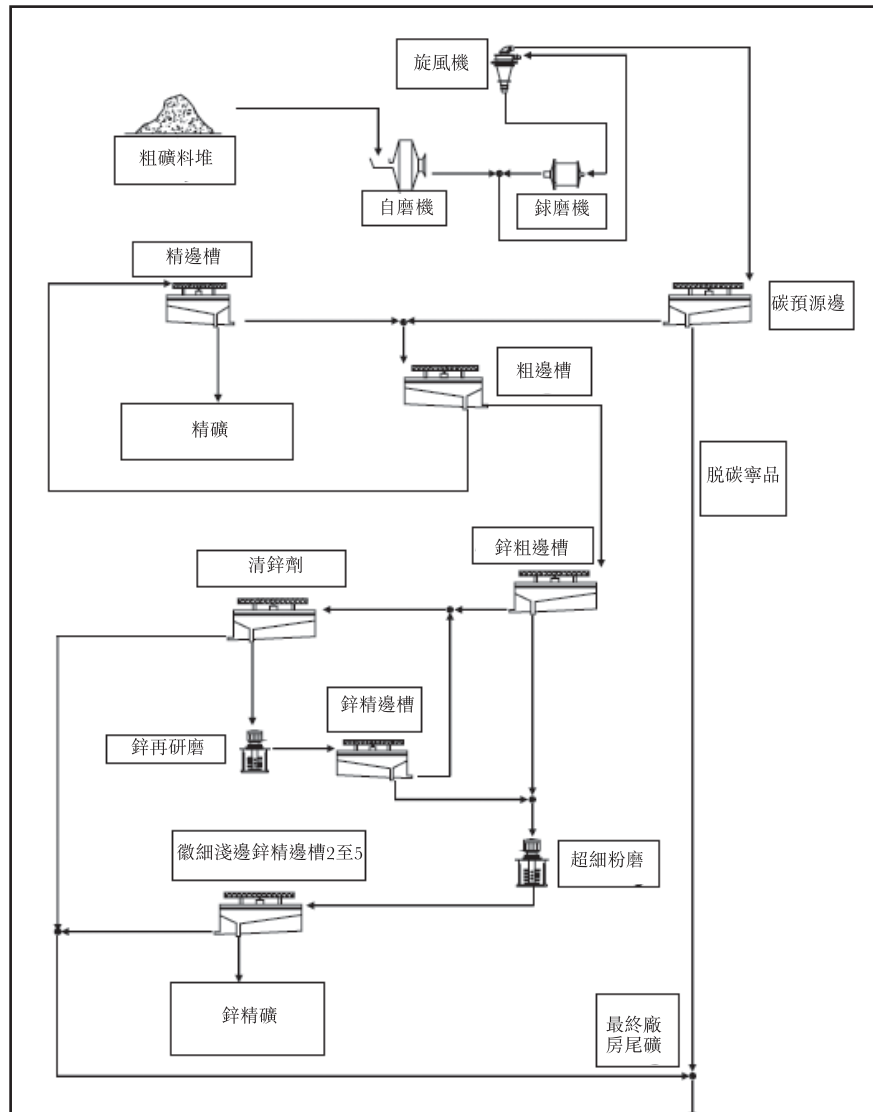 旋風機
粗礦料堆
自磨機
銶磨機
精邊槽
碳預源邊
粗邊槽
精礦
脱碳寧品
鋅粗邊槽
清鋅劑
鋅精邊槽
鋅再研磨
徽細淺邊鋅精邊槽2至5
超細粉磨
鋅精礦
最終廠
房尾礦